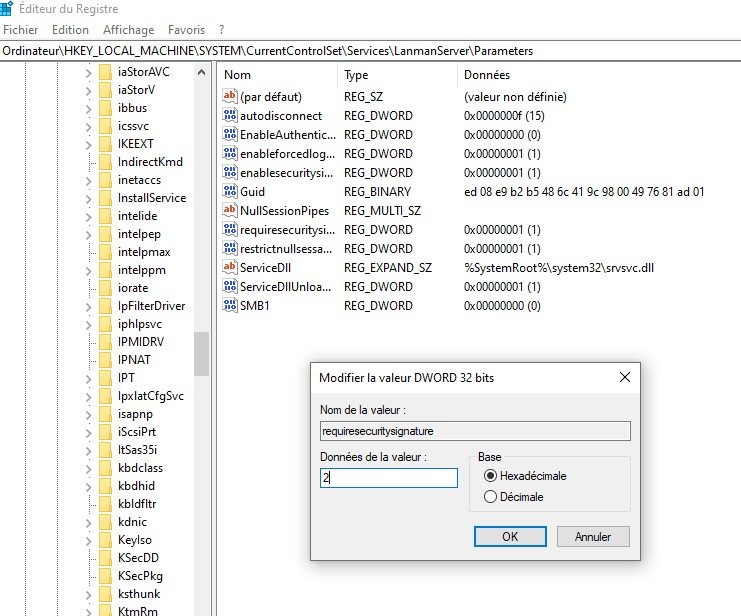 Éditeur du Registre
Fichier Edition Affichage Favoris ?
Ordinateur\HKEY_LOCAL_MACHINE\SYSTEM\CurrentControlSet\Services\LanmanServer\Parameters
iaStorAVC
iaStorV
ibbus
icssvc
IKEEXT
IndirectKmd
inetaccs
InstallService
intelide
intelpep
intelpmax
intelppm
iorate
IpFilterDriver
iphlpsvc
IPMIDRV
IPNAT
IPT
IpxlatCfgSvc
isapnp
iScsiPrt
ItSas35i
kbdclass
kbdhid
kbldfltr
kdnic
KeyIso
KSecDD
KSecPkg
ksthunk
KtmRm
Nom Type Données
(par défaut) REG_SZ (valeur non définie)
autodisconnect REG_DWORD 0x0000000f (15)
EnableAuthentic... REG_DWORD 0x00000000 (0)
enableforcedlog... REG_DWORD 0x00000001 (1)
enablesecuritysi... REG_DWORD 0x00000001 (1)
Guid REG_BINARY ed 08 e9 b2 b5 48 6c 41 9c 98 00 49 76 81 ad 01
NullSessionPipes REG_MULTI_SZ
requiresecuritysi... REG_DWORD 0x00000001 (1)
restrictnullsessa... REG_DWORD 0x00000001 (1)
ServiceDll REG_EXPAND_SZ %SystemRoot%\system32\srvsvc.dll
ServiceDllUnloa... REG_DWORD 0x00000001 (1)
SMB1 REG_DWORD 0x00000000 (0)
Modifier la valeur DWORD 32 bits
Nom de la valeur :
requiresecuritysignature
Données de la valeur :
2
Base
Hexadécimale
Décimale
OK Annuler